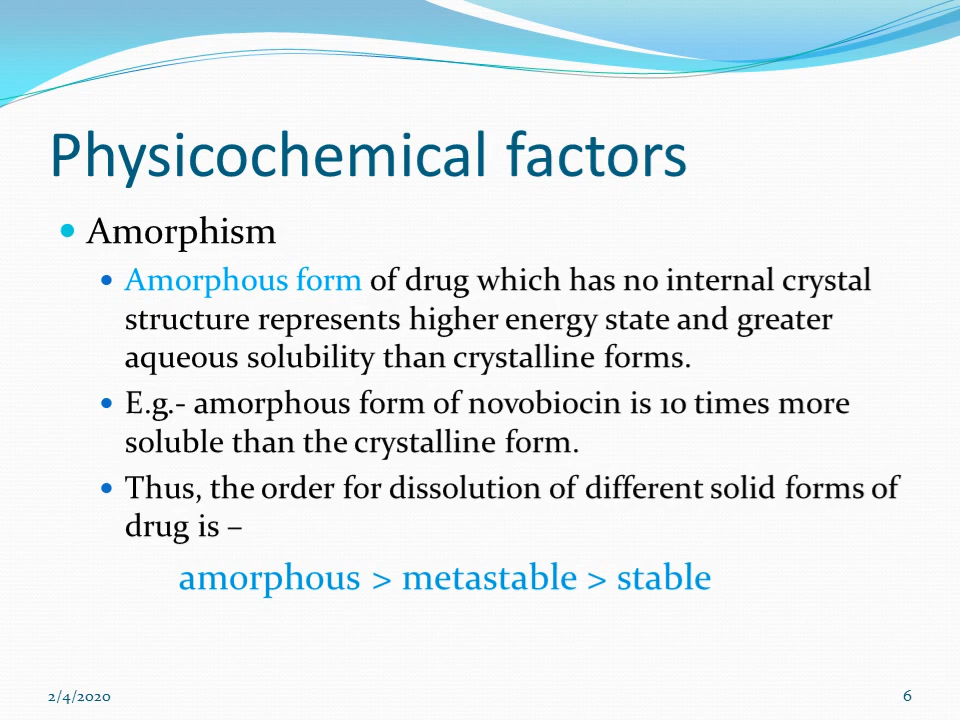 Physicochemical factors
Amorphism
Amorphous form of drug which has no internal crystal
structure represents higher energy state and greater
aqueous solubility than crystalline forms.
E.g.- amorphous form of novobiocin is 10 times more
soluble than the crystalline form.
Thus, the order for dissolution of different solid forms of
drug is –
amorphous > metastable > stable
2/4/2020
6